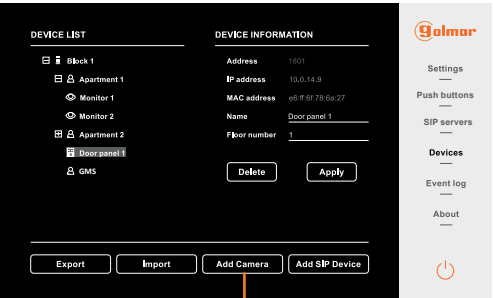 DEVICE LIST
Block 1
Apartment 1
Monitor 1
Monitor 2
Apartment 2
Door panel 1
GMS
DEVICE INFORMATION
Address 1801
IP address 10.0.14.9
MAC address e6:ff:6f:78:6a:27
Name Door panel 1
Floor number 1
Delete Apply
Export Import Add Camera Add SIP Device
golmar
Settings
Push buttons
SIP servers
Devices
Event log
About